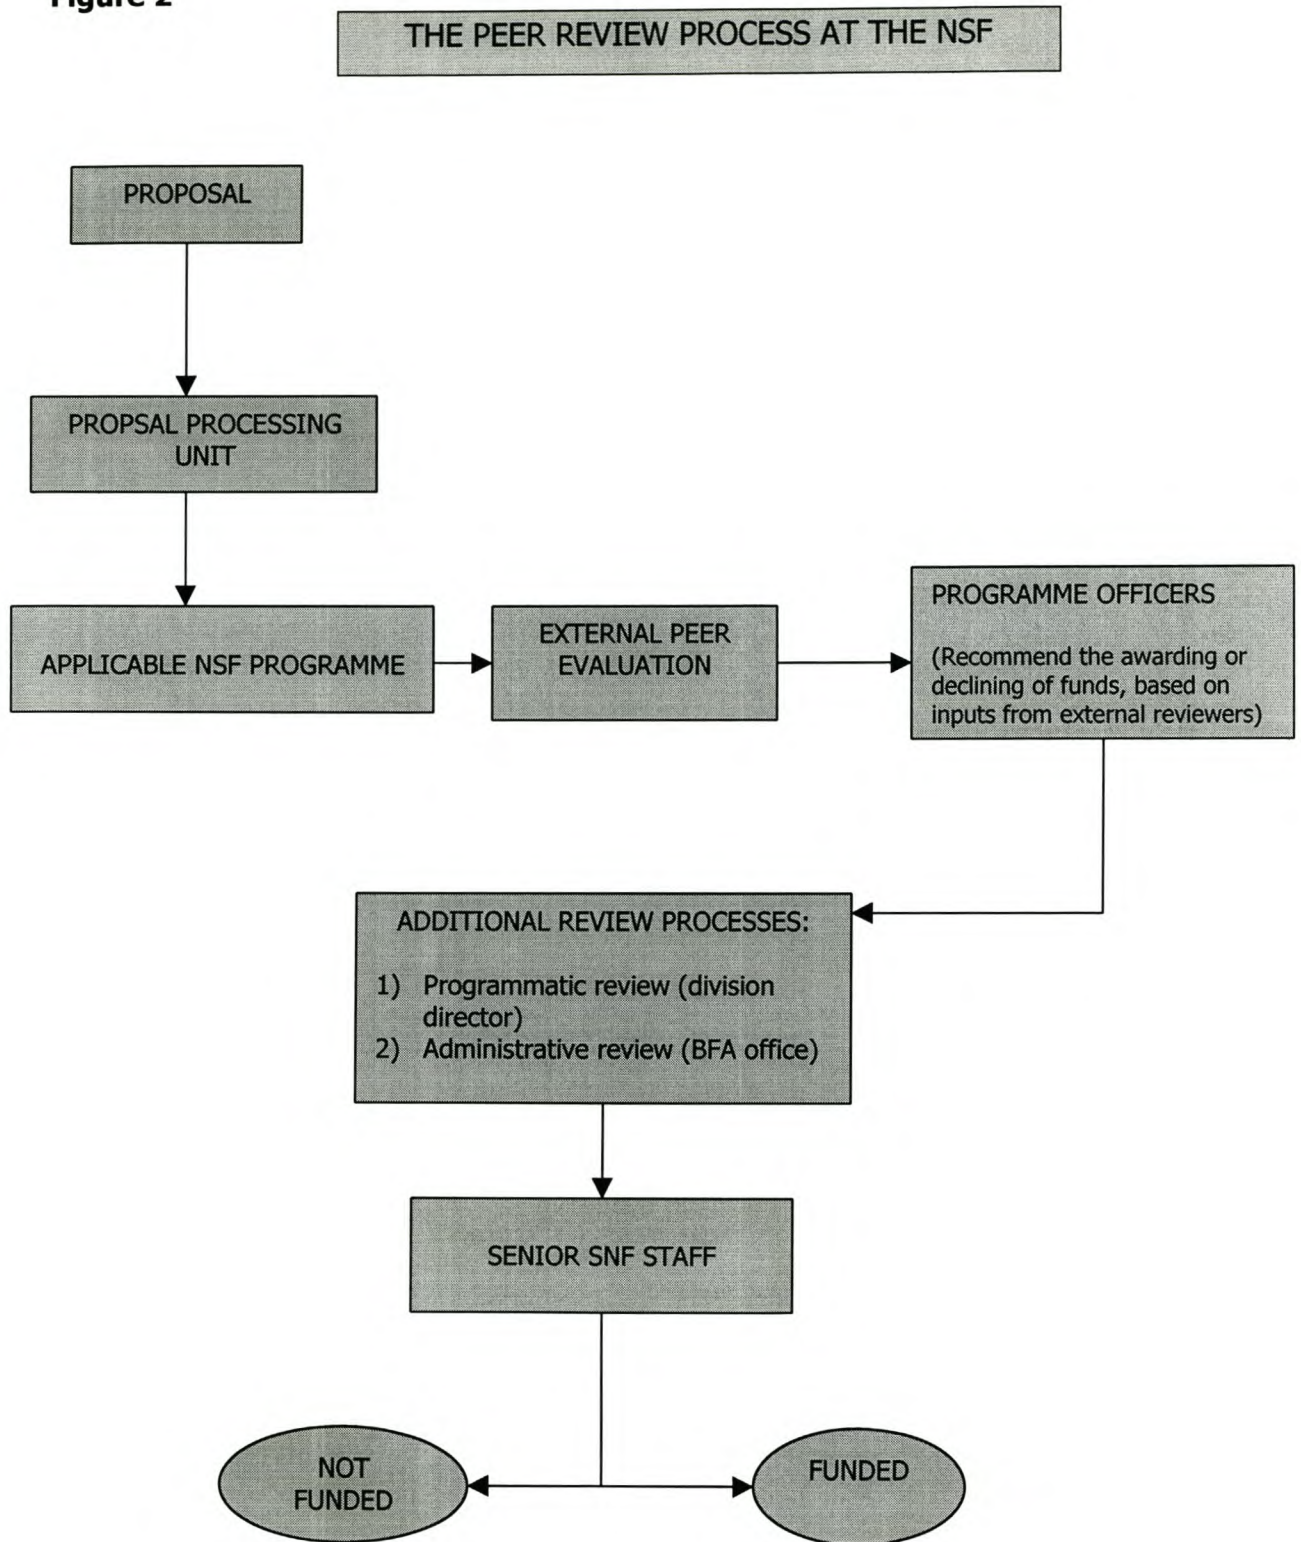 Figure 2
THE PEER REVIEW PROCESS AT THE NSF
PROPOSAL
PROPSAL PROCESSING
UNIT
APPLICABLE NSF PROGRAMME
EXTERNAL PEER
EVALUATION
PROGRAMME OFFICERS
(Recommend the awarding or
declining of funds, based on
inputs from external reviewers)
ADDITIONAL REVIEW PROCESSES:
1) Programmatic review (division
director)
2) Administrative review (BFA office)
SENIOR SNF STAFF
NOT
FUNDED
FUNDED